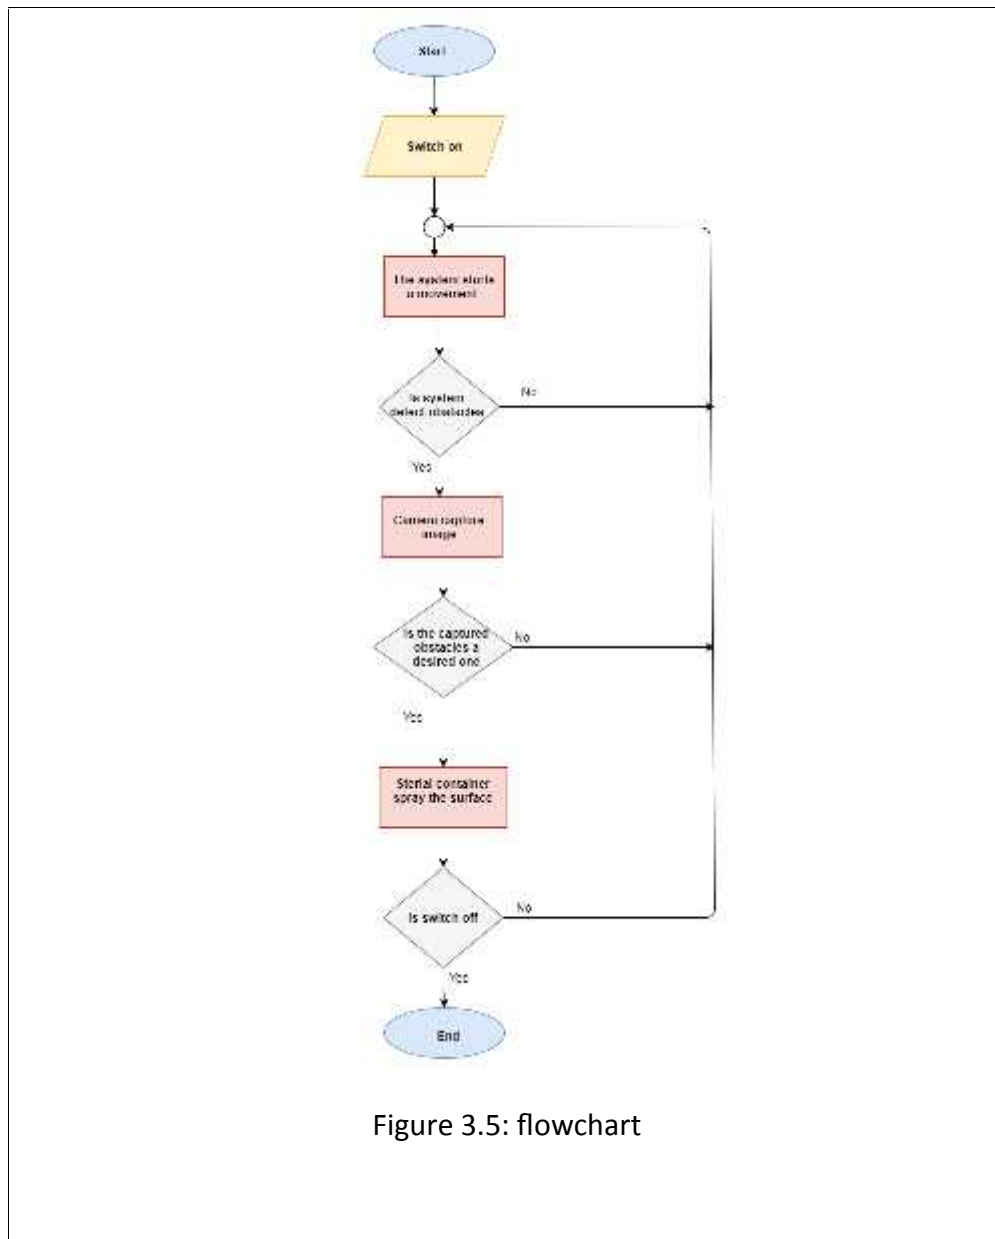 Start
Switch on
The system starts
a movement
Is system
detect obstacles
No
Yes
Camera capture
image
Is the captured
obstacles a
desired one
No
Yes
Sterial container
spray the surface
Is switch off
No
Yes
End
Figure 3.5: flowchart